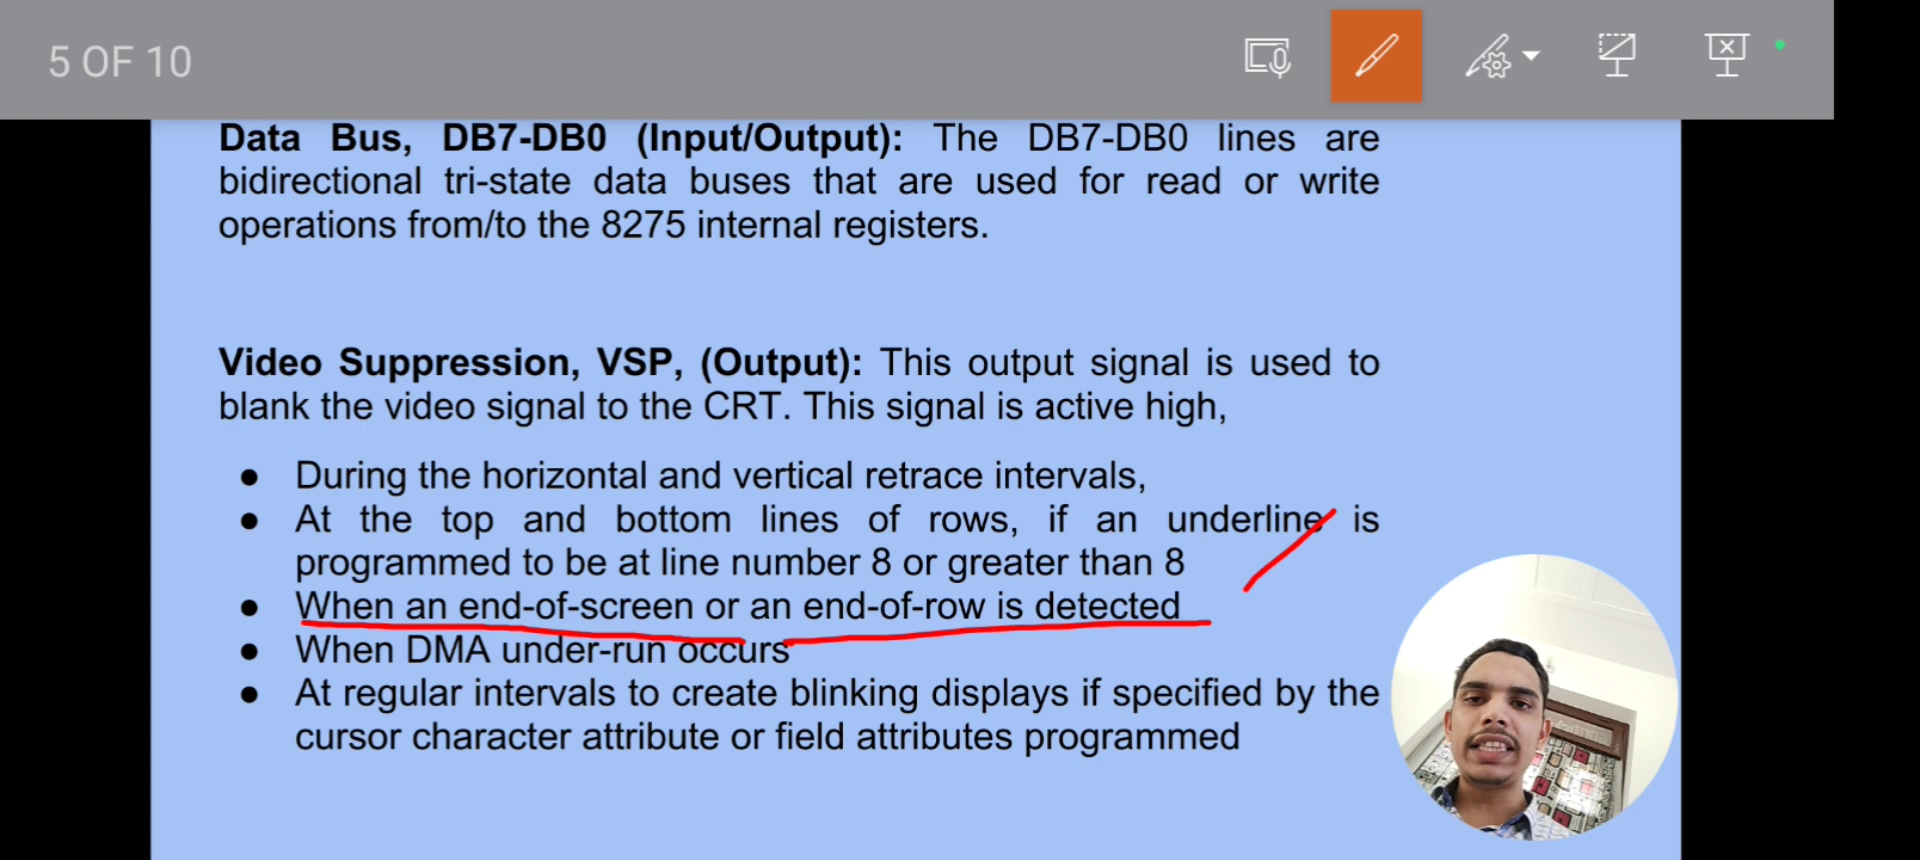 5 OF 10
Data Bus, DB7-DB0 (Input/Output): The DB7-DB0 lines are
bidirectional tri-state data buses that are used for read or write
operations from/to the 8275 internal registers.
Video Suppression, VSP, (Output): This output signal is used to
blank the video signal to the CRT. This signal is active high,
● During the horizontal and vertical retrace intervals,
● At the top and bottom lines of rows, if an underline is
programmed to be at line number 8 or greater than 8
● When an end-of-screen or an end-of-row is detected
● When DMA under-run occurs
● At regular intervals to create blinking displays if specified by the
cursor character attribute or field attributes programmed